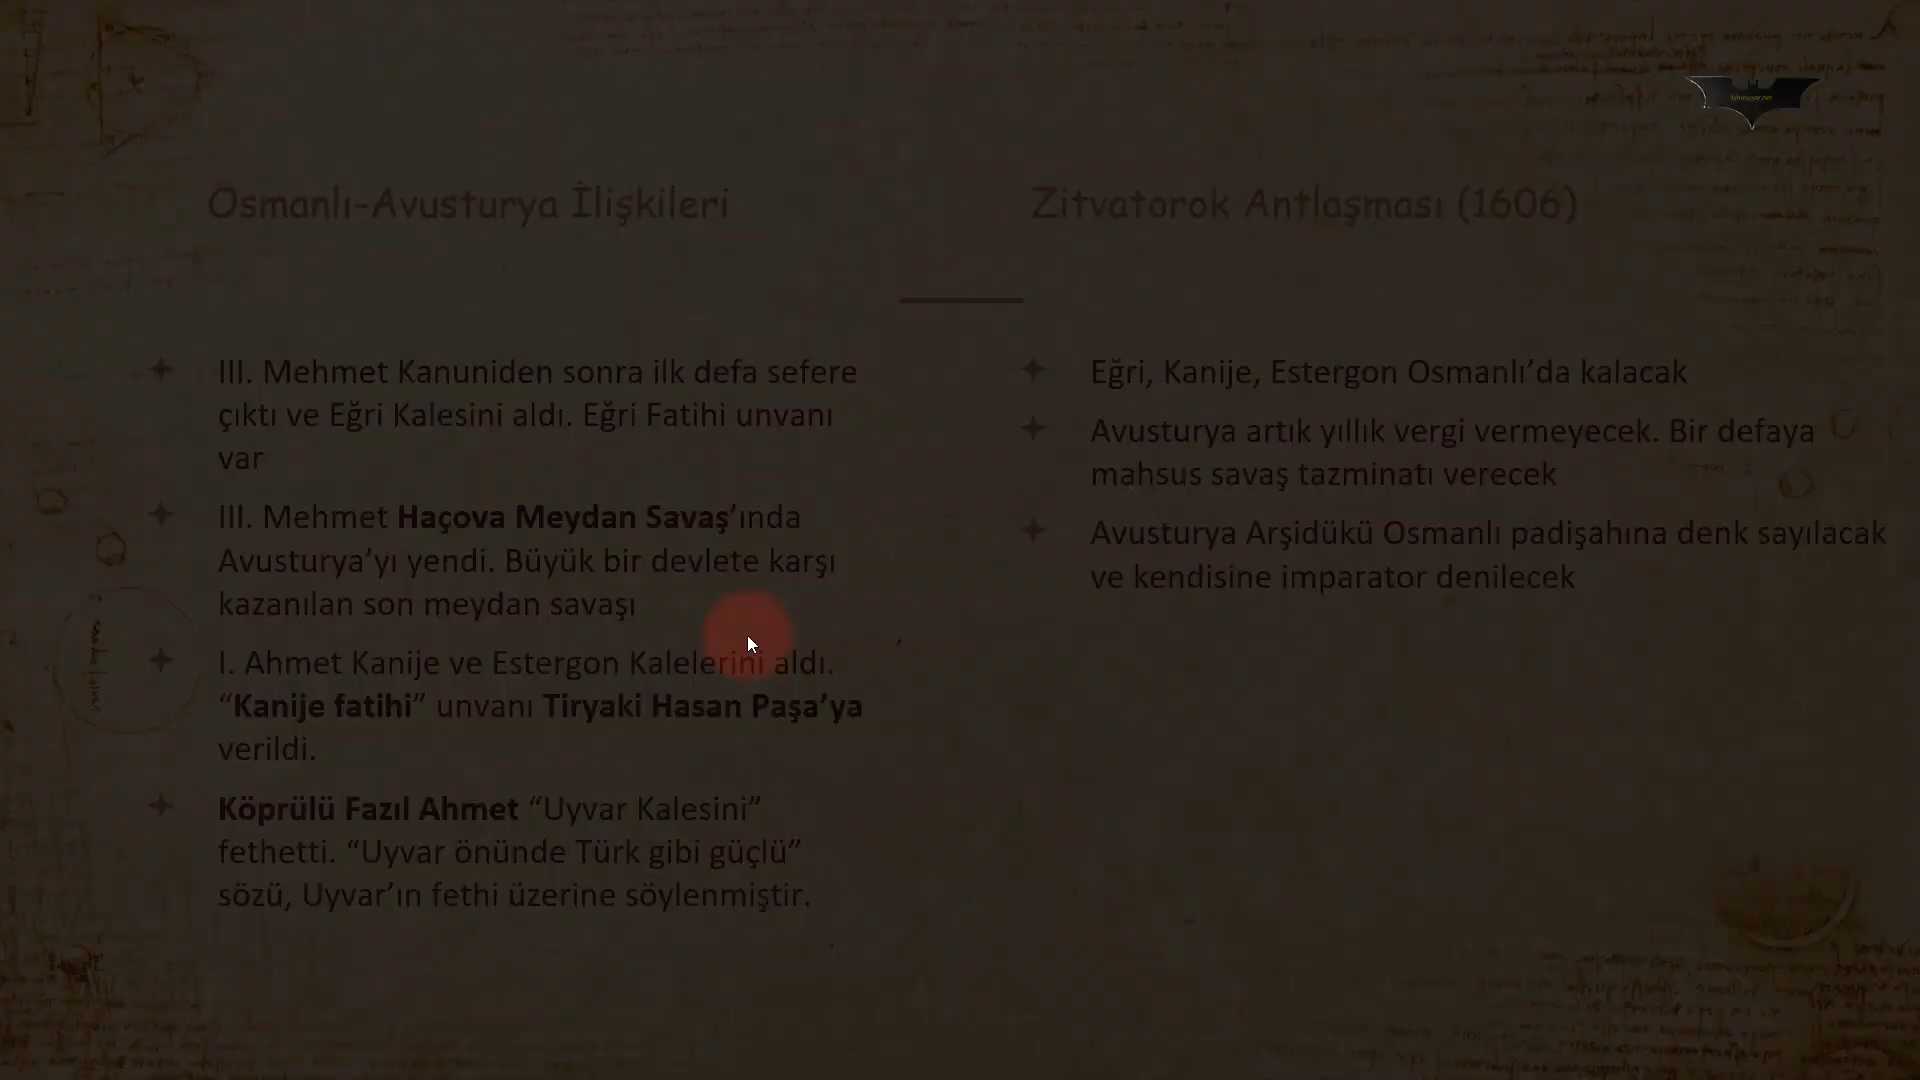 Osmanlı-Avusturya İlişkileri
III. Mehmet Kanuniden sonra ilk defa sefere
çıktı ve Eğri Kalesini aldı. Eğri Fatihi unvanı
var
III. Mehmet Haçova Meydan Savaş’ında
Avusturya’yı yendi. Büyük bir devlete karşı
kazanılan son meydan savaşı
I. Ahmet Kanije ve Estergon Kalelerini aldı.
“Kanije fatihi” unvanı Tiryaki Hasan Paşa’ya
verildi.
Köprülü Fazıl Ahmet “Uyvar Kalesini”
fethetti. “Uyvar önünde Türk gibi güçlü”
sözü, Uyvar’ın fethi üzerine söylenmiştir.
Zitvatorok Antlaşması (1606)
Eğri, Kanije, Estergon Osmanlı’da kalacak
Avusturya artık yıllık vergi vermeyecek. Bir defaya
mahsus savaş tazminatı verecek
Avusturya Arşidükü Osmanlı padişahına denk sayılacak
ve kendisine imparator denilecek